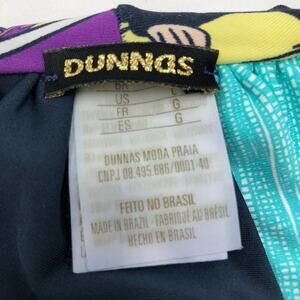 DUNNAS
BR G
US G
FR G
ES G
DUNNAS MODA PRAIA
CNPJ 08.495.686/0001-40
FEITO NO BRASIL
MADE IN BRAZIL - FABRIQUÉ AU BRÉSIL
HECHO EN BRASIL